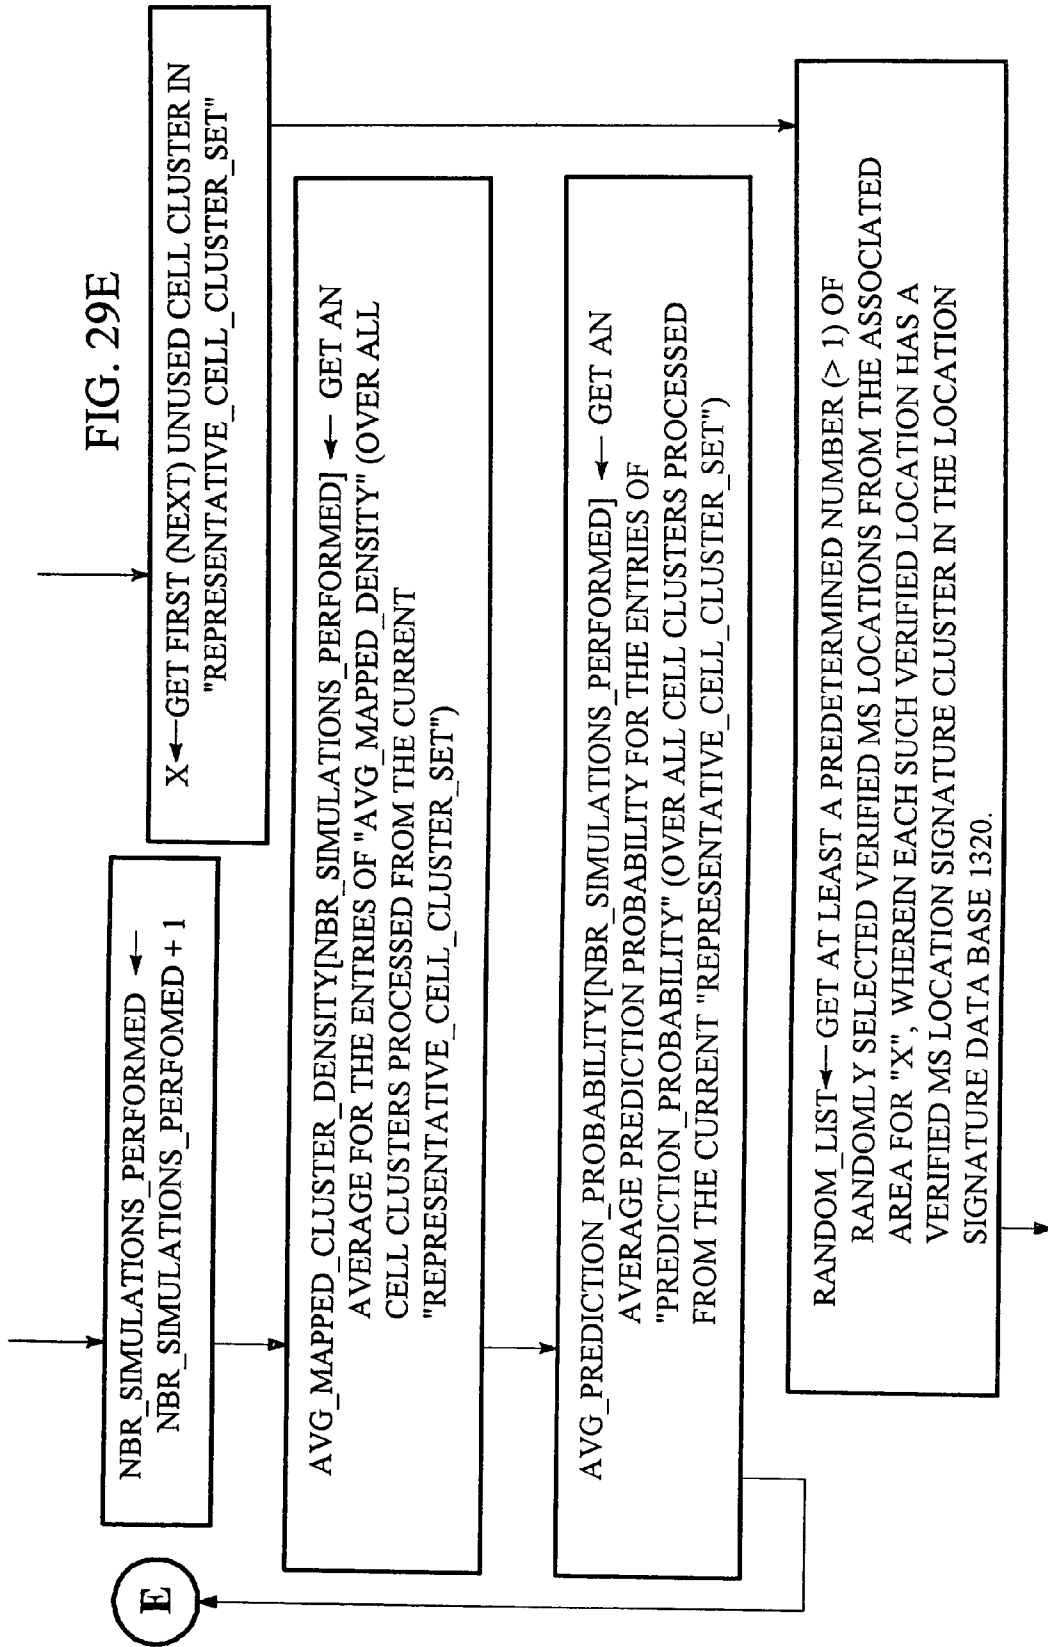 FIG. 29E
NBR_SIMULATIONS_PERFORMED ←
NBR_SIMULATIONS_PERFOMED + 1
X ← GET FIRST (NEXT) UNUSED CELL CLUSTER IN
"REPRESENTATIVE_CELL_CLUSTER_SET"
AVG_MAPPED_CLUSTER_DENSITY[NBR_SIMULATIONS_PERFORMED] ← GET AN
AVERAGE FOR THE ENTRIES OF "AVG_MAPPED_DENSITY" (OVER ALL
CELL CLUSTERS PROCESSED FROM THE CURRENT
"REPRESENTATIVE_CELL_CLUSTER_SET")
AVG_PREDICTION_PROBABILITY[NBR_SIMULATIONS_PERFORMED] ← GET AN
AVERAGE PREDICTION PROBABILITY FOR THE ENTRIES OF
"PREDICTION_PROBABILITY" (OVER ALL CELL CLUSTERS PROCESSED
FROM THE CURRENT "REPRESENTATIVE_CELL_CLUSTER_SET")
E
RANDOM_LIST ← GET AT LEAST A PREDETERMINED NUMBER (> 1) OF
RANDOMLY SELECTED VERIFIED MS LOCATIONS FROM THE ASSOCIATED
AREA FOR "X", WHEREIN EACH SUCH VERIFIED LOCATION HAS A
VERIFIED MS LOCATION SIGNATURE CLUSTER IN THE LOCATION
SIGNATURE DATA BASE 1320.